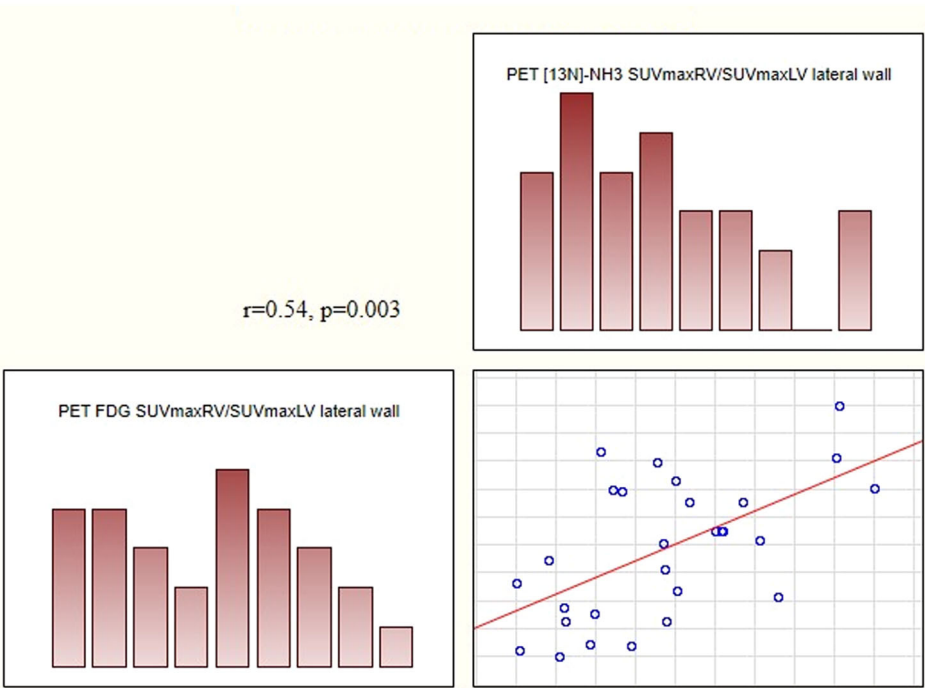 PET [13N]-NH3 SUVmaxRV/SUVmaxLV lateral wall
r=0.54, p=0.003
PET FDG SUVmaxRV/SUVmaxLV lateral wall